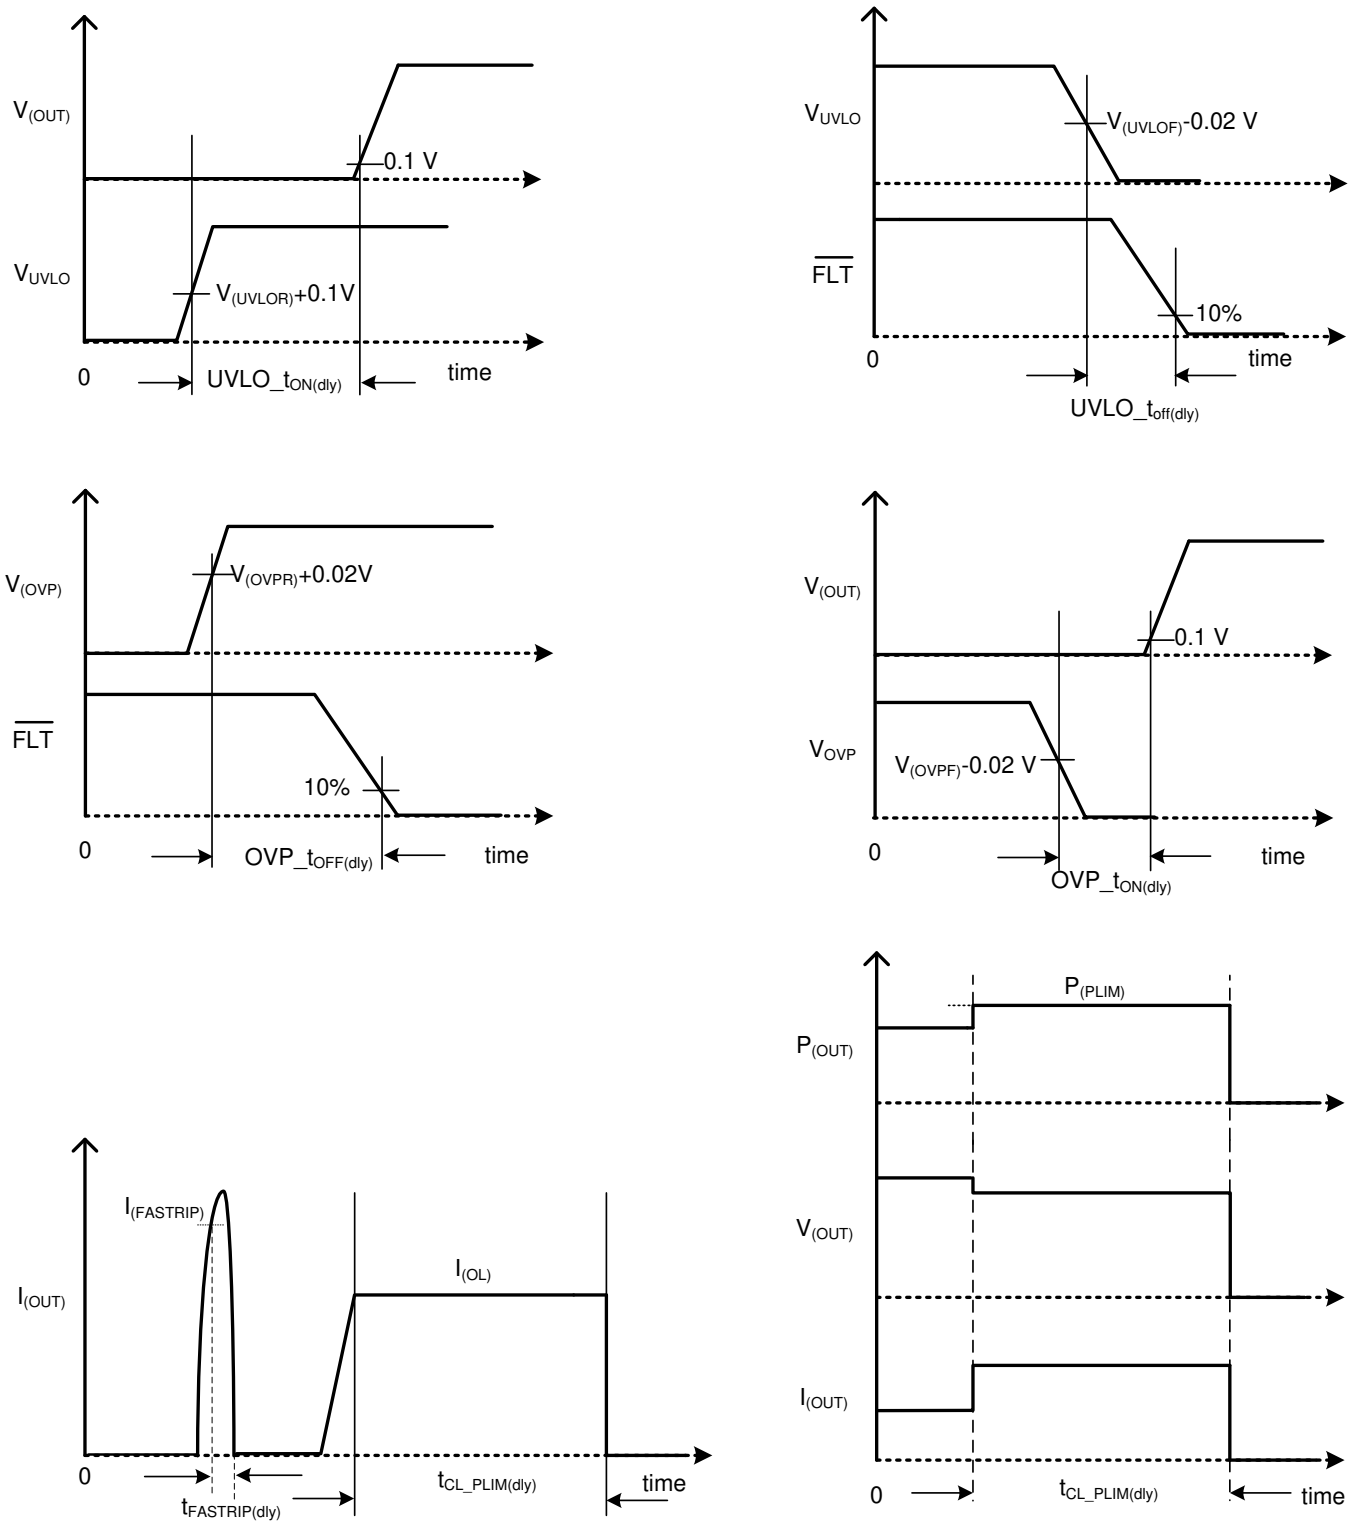 V(OUT)
0.1 V
VUVLO
V(UVLOR)+0.1V
0
UVLO_tON(dly)
time
VUVLO
V(UVLOF)-0.02 V
FLT
10%
0
time
UVLO_toff(dly)
V(OVP)
V(OVPR)+0.02V
FLT
10%
0
OVP_tOFF(dly)
time
V(OUT)
0.1 V
VOVP
V(OVPF)-0.02 V
0
time
OVP_tON(dly)
I(FASTRIP)
I(OL)
I(OUT)
0
tFASTRIP(dly)
tCL_PLIM(dly)
time
P(PLIM)
P(OUT)
V(OUT)
I(OUT)
0
tCL_PLIM(dly)
time